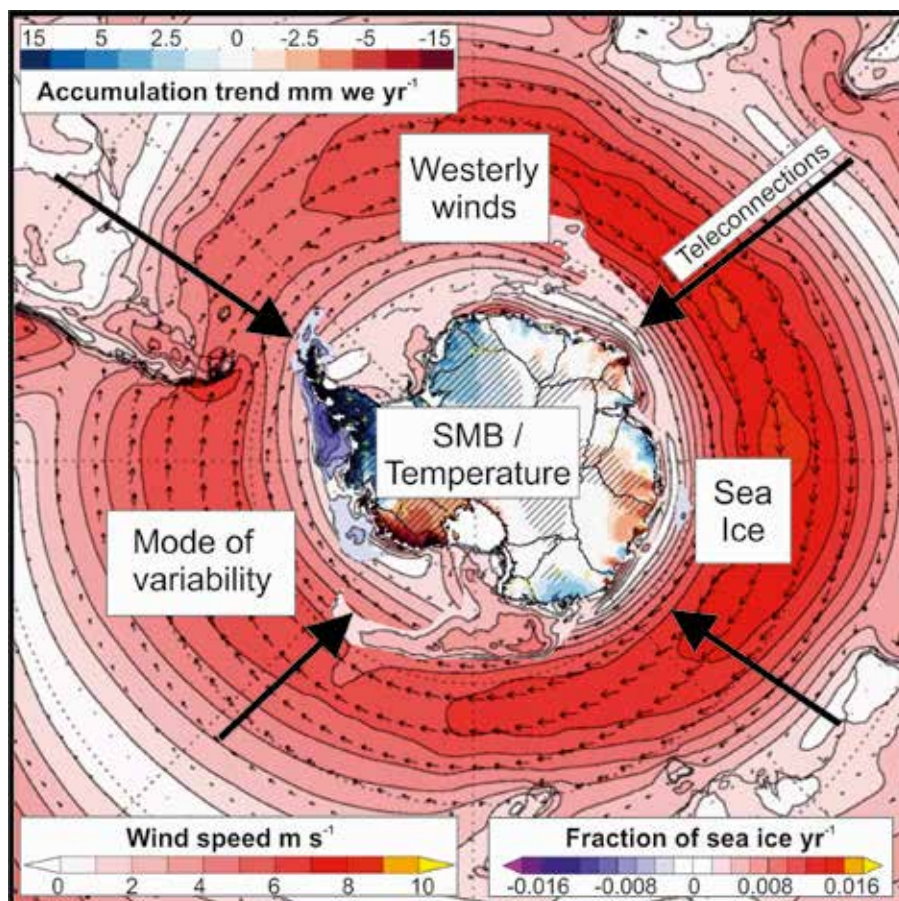 15 5 2.5 0 -2.5 -5 -15
Accumulation trend mm we yr⁻¹
Westerly
winds
Teleconnections
SMB /
Temperature
Sea
Ice
Mode of
variability
Wind speed m s⁻¹
0 2 4 6 8 10
Fraction of sea ice yr⁻¹
-0.016 -0.008 0 0.008 0.016